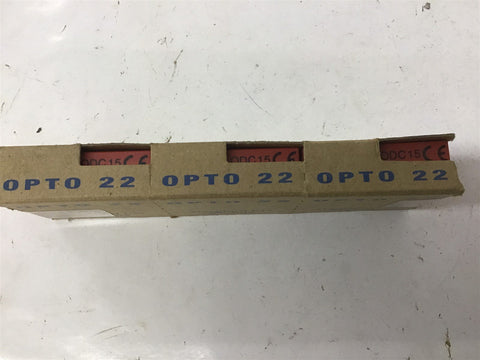 ODC15 CE ODC15 CE ODC15 CE
OPTO 22 OPTO 22 OPTO 22